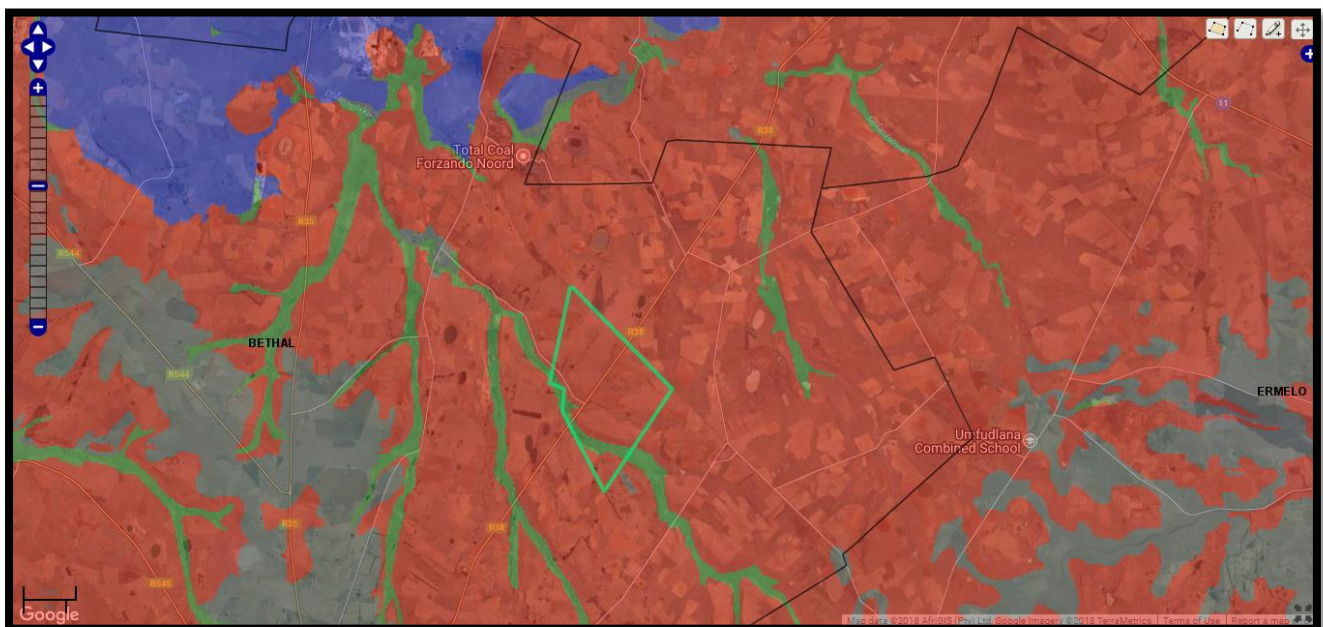 11
R38
Total Coal
Forzando Noord
R35
R544
R38
BETHAL
R544
ERMELO
Umfudlana
Combined School
R35
R38
R545
Google
Map data ©2018 AfriGIS (Pty) Ltd, Google Imagery ©2018 TerraMetrics
Terms of Use
Report a map